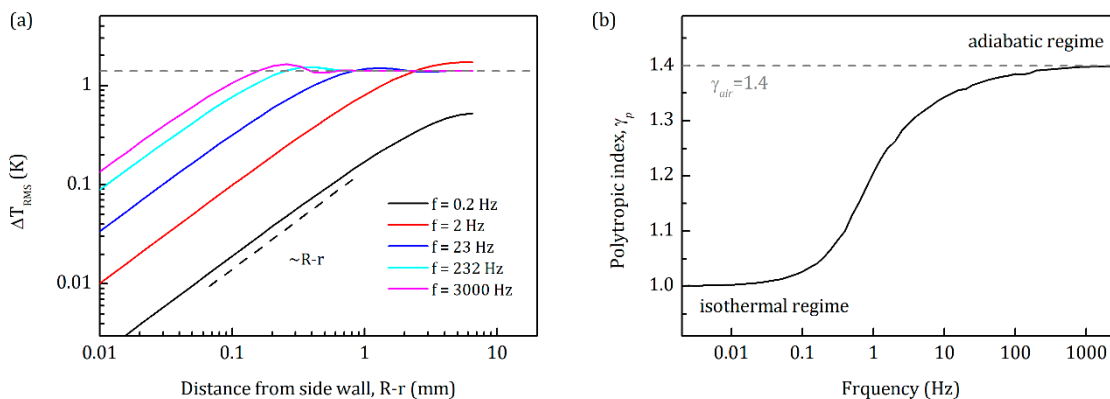 (a)
ΔT_RMS (K)
1
0.1
0.01
f = 0.2 Hz
f = 2 Hz
f = 23 Hz
f = 232 Hz
f = 3000 Hz
~R-r
0.01 0.1 1 10
Distance from side wall, R-r (mm)
(b)
Polytropic index, γ_p
adiabatic regime
1.4
γ_air=1.4
1.3
1.2
1.1
1.0
isothermal regime
0.01 0.1 1 10 100 1000
Frquency (Hz)